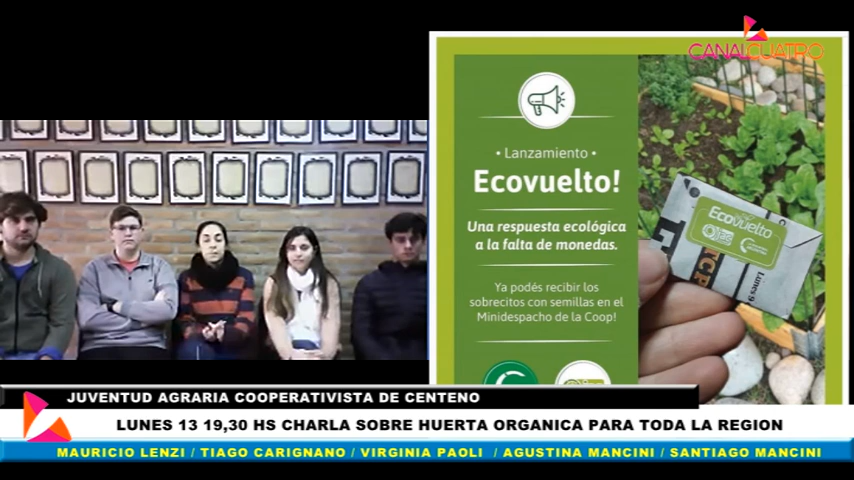 CANALCUATRO
• Lanzamiento •
Ecovuelto!
Una respuesta ecológica
a la falta de monedas.
Ya podés recibir los
sobrecitos con semillas en el
Minidespacho de la Coop!
Ecovuelto
Lunes 9
JUVENTUD AGRARIA COOPERATIVISTA DE CENTENO
LUNES 13 19,30 HS CHARLA SOBRE HUERTA ORGANICA PARA TODA LA REGION
MAURICIO LENZI / TIAGO CARIGNANO / VIRGINIA PAOLI / AGUSTINA MANCINI / SANTIAGO MANCINI